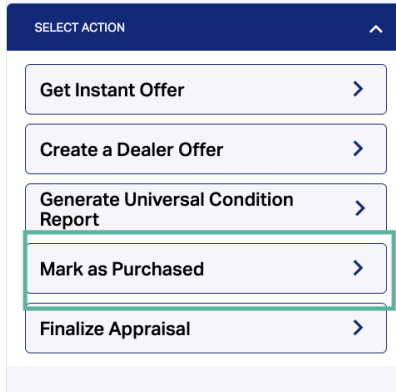 SELECT ACTION
Get Instant Offer
Create a Dealer Offer
Generate Universal Condition
Report
Mark as Purchased
Finalize Appraisal